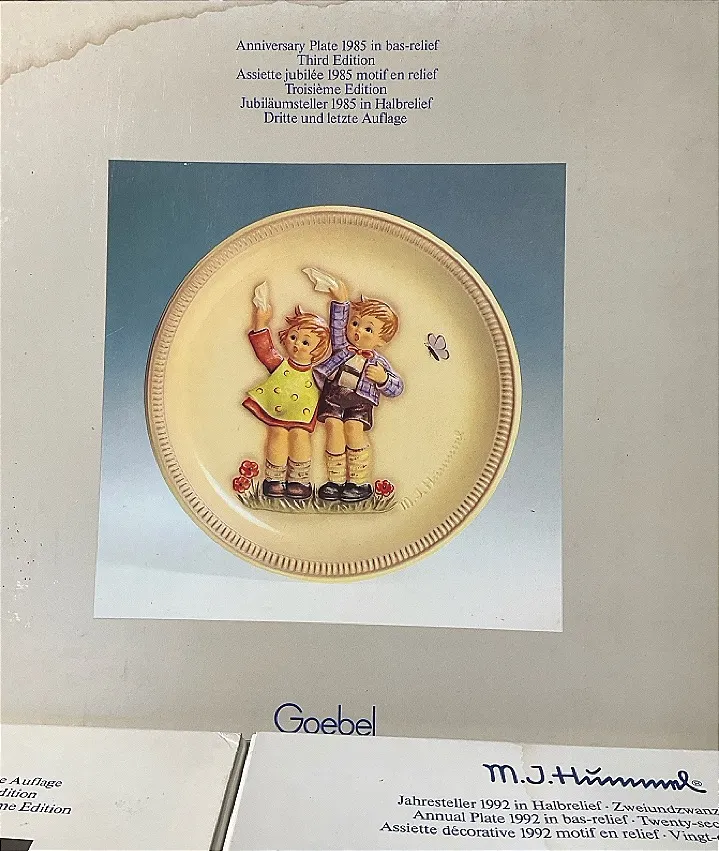 Anniversary Plate 1985 in bas-relief
Third Edition
Assiette jubilée 1985 motif en relief
Troisième Edition
Jubiläumsteller 1985 in Halbrelief
Dritte und letzte Auflage
M.J. Hummel
Goebel
e Auflage
dition
me Edition
M.J.Hummel®
Jahresteller 1992 in Halbrelief · Zweiundzwanz
Annual Plate 1992 in bas-relief · Twenty-sec
Assiette décorative 1992 motif en relief · Vingt-